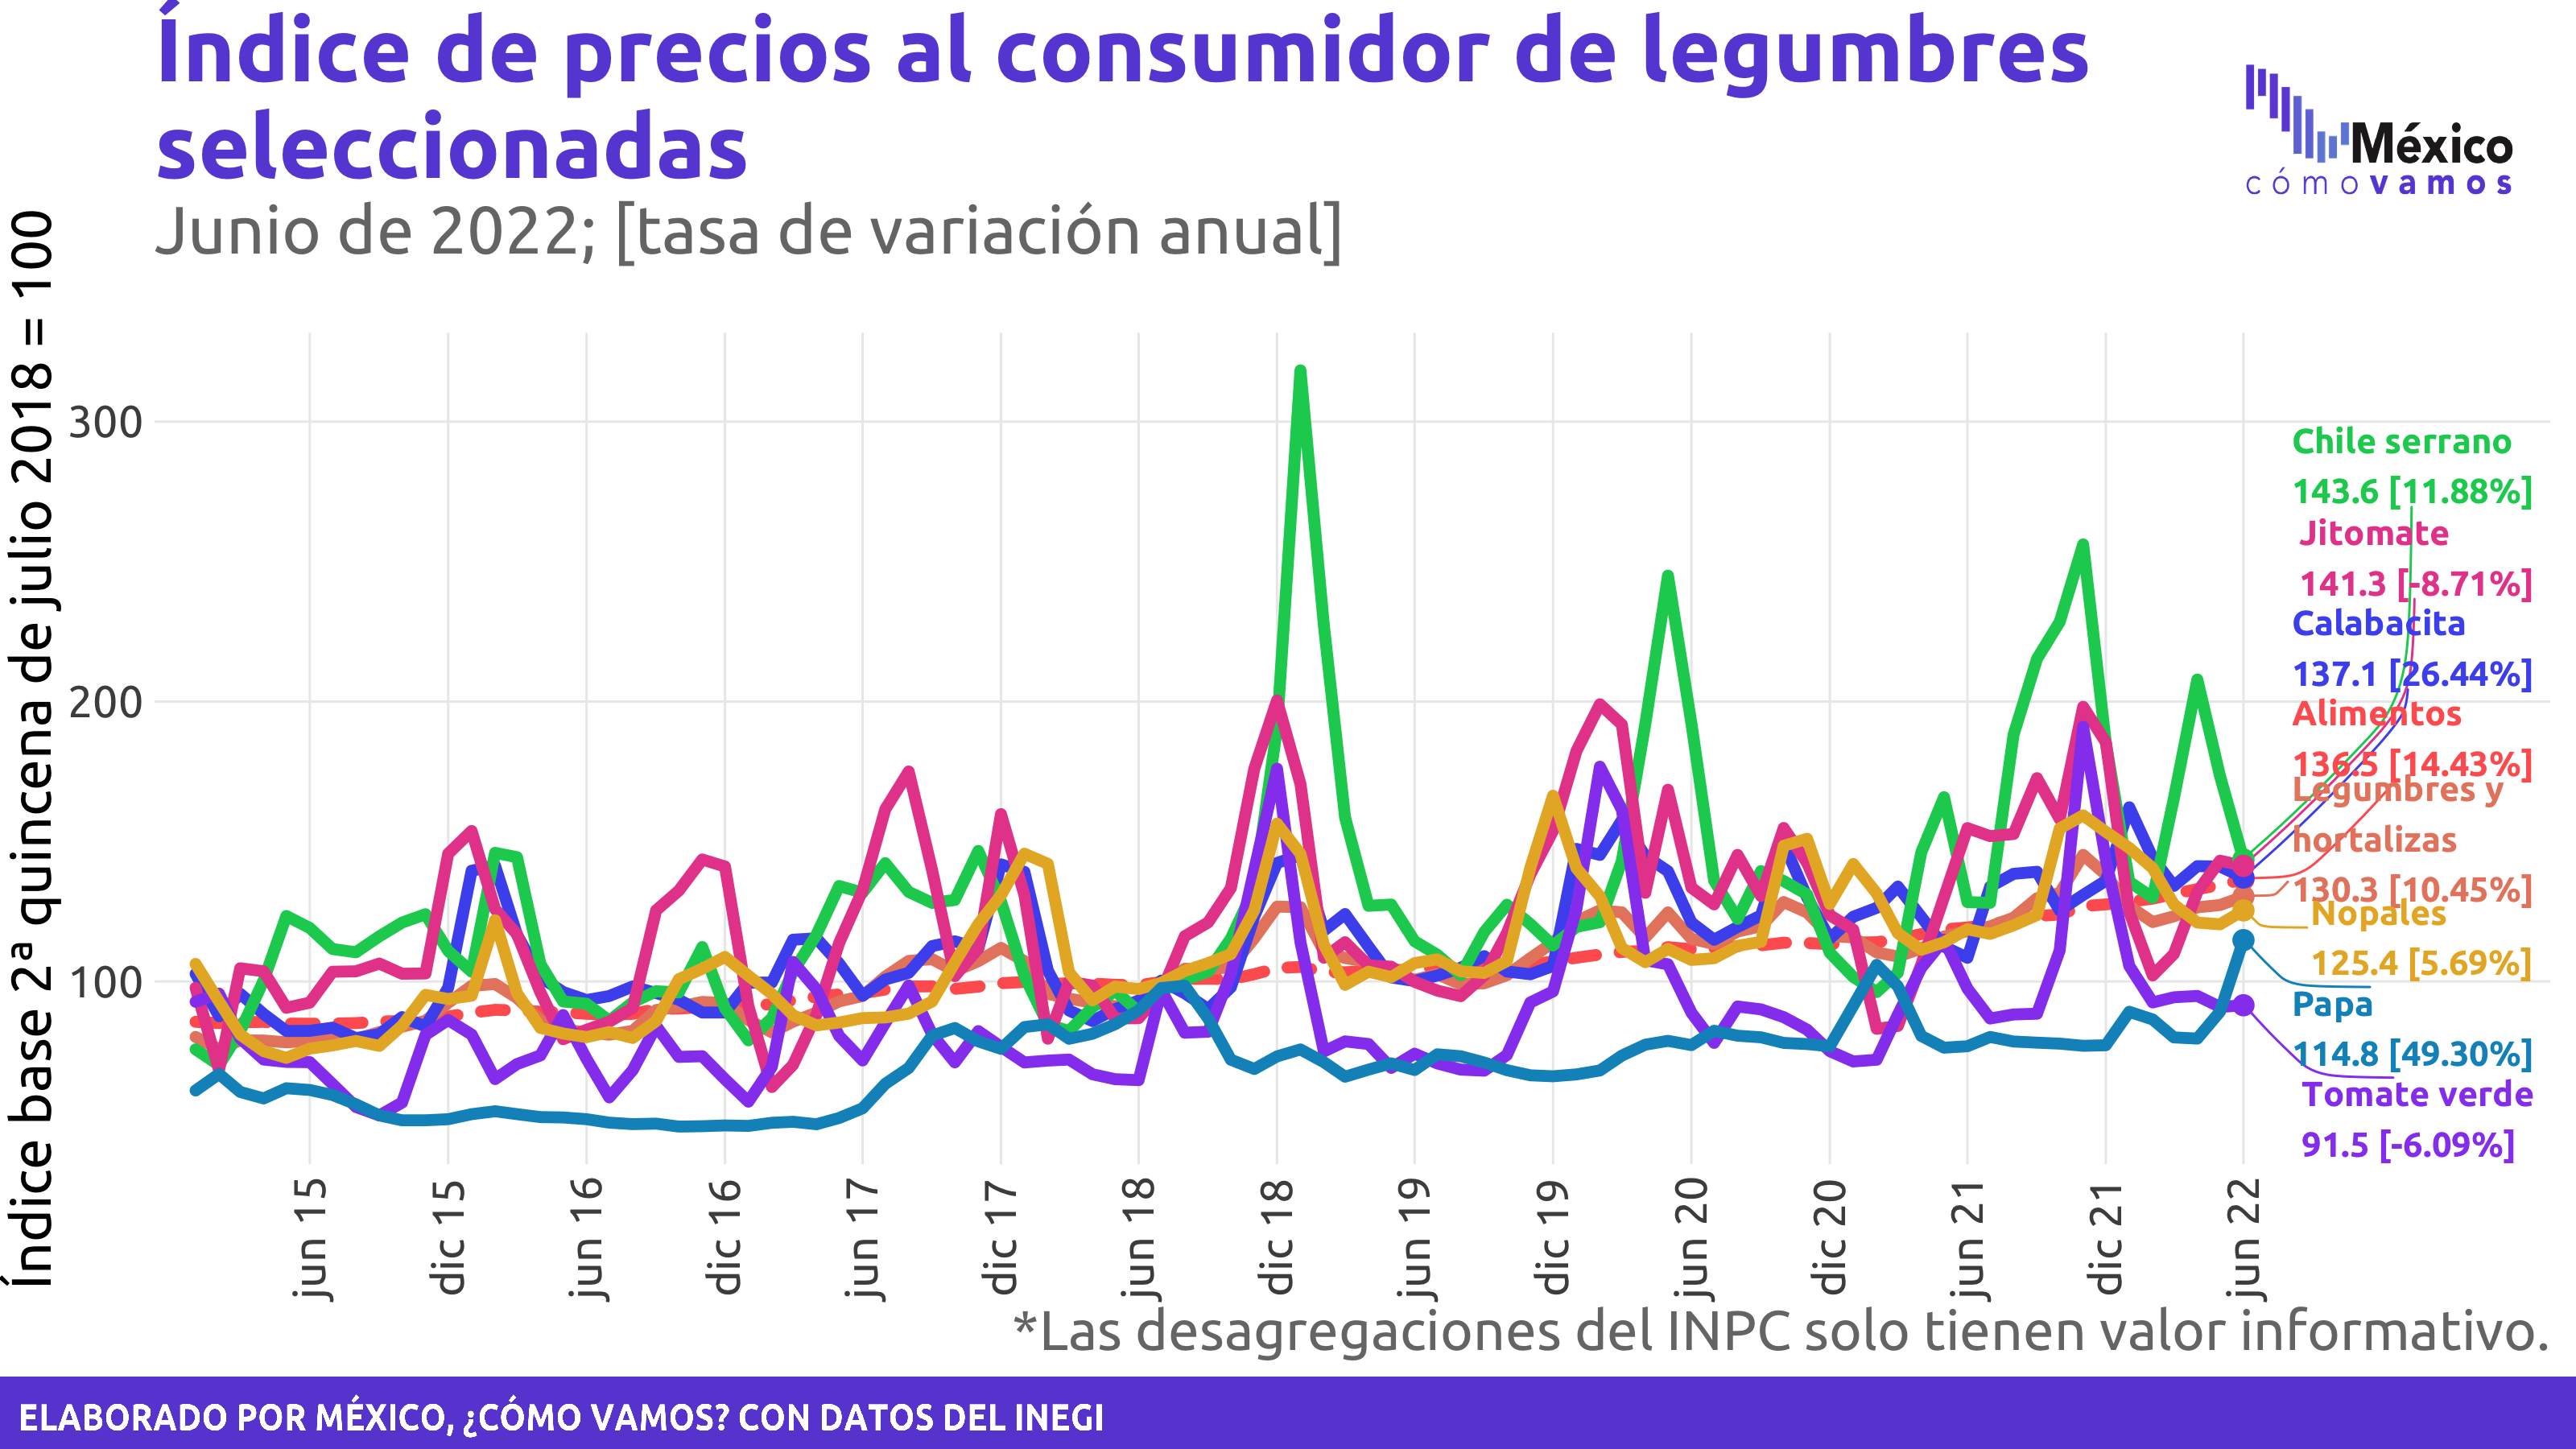 Índice de precios al consumidor de legumbres
seleccionadas
Junio de 2022; [tasa de variación anual]
México
cómo vamos
Índice base 2ª quincena de julio 2018 = 100
300
200
100
Chile serrano
143.6 [11.88%]
Jitomate
141.3 [-8.71%]
Calabacita
137.1 [26.44%]
Alimentos
136.5 [14.43%]
Legumbres y
hortalizas
130.3 [10.45%]
Nopales
125.4 [5.69%]
Papa
114.8 [49.30%]
Tomate verde
91.5 [-6.09%]
jun 15
dic 15
jun 16
dic 16
jun 17
dic 17
jun 18
dic 18
jun 19
dic 19
jun 20
dic 20
jun 21
dic 21
jun 22
*Las desagregaciones del INPC solo tienen valor informativo.
ELABORADO POR MÉXICO, ¿CÓMO VAMOS? CON DATOS DEL INEGI